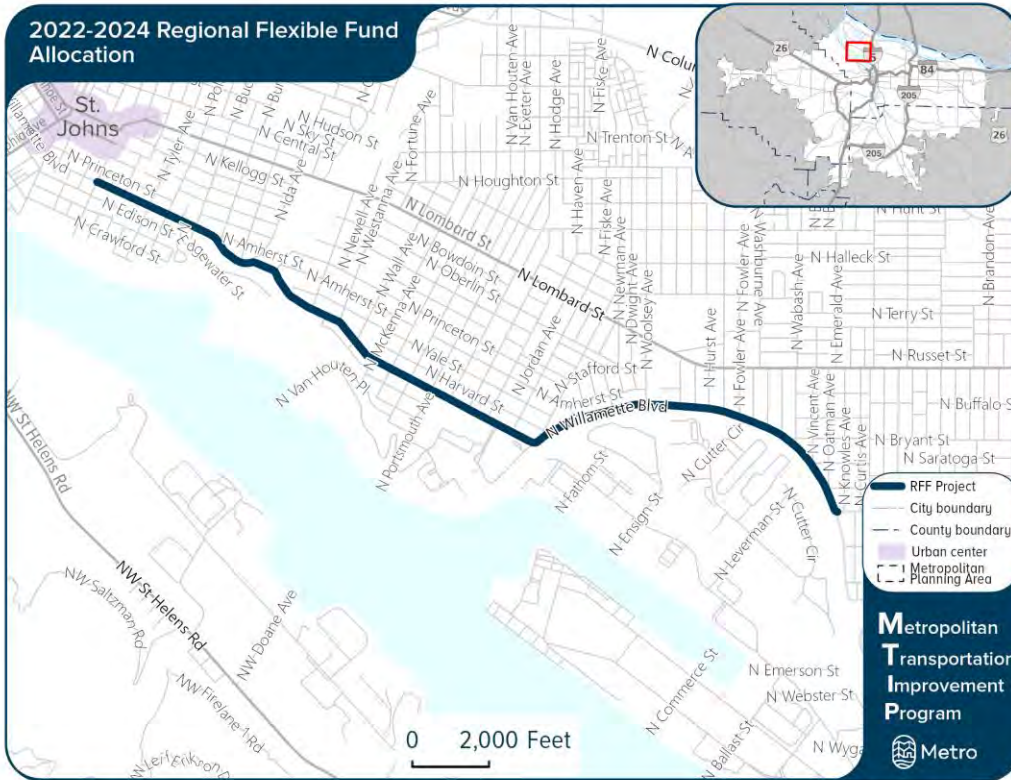 2022-2024 Regional Flexible Fund
Allocation
26
5
84
205
26
205
St.
Johns
Willamette Blvd
N Princeton St
N Edison St
N Crawford St
N Edgewater St
N Tyler Ave
N Ida Ave
N Hudson St
N Sky St
N Central St
N Kellogg St
N Fortune Ave
N Van Houten Ave
N Exeter Ave
N Hodge Ave
N Fiske Ave
N Trenton St
N Houghton St
N Lombard St
N Haven Ave
N Fiske Ave
N Newell Ave
N Westanna Ave
N Wall Ave
N McKenna Ave
N Bowdoin St
N Oberlin St
N Lombard St
N Amherst St
N Amherst St
N Princeton St
N Yale St
N Harvard St
N Jordan Ave
N Stafford St
N Amherst St
N Newman Ave
N Dwight Ave
N Woolsey Ave
N Hurst Ave
N Fowler Ave
N Fowler Ave
N Washburne Ave
N Wabash Ave
N Emerald Ave
N Hunt St
N Halleck St
N Brandon Ave
N Terry St
N Russet St
N Buffalo S
N Bryant St
N Saratoga St
N Vincent Ave
N Oatman Ave
N Knowles Ave
N Curtis Ave
N Willamette Blvd
N Van Houten Pl
N Portsmouth Ave
N Fathom St
N Ensign St
N Cutter Cir
N Leverman St
N Cutter Cir
NW St Helens Rd
NW St Helens Rd
NW Saltzman Rd
NW Doane Ave
NW Firelane 1 Rd
NW Leif Erikson D
N Commerce St
N Ballast St
N Emerson St
N Webster St
N Wyga
0 2,000 Feet
RFF Project
City boundary
County boundary
Urban center
Metropolitan
Planning Area
Metropolitan
Transportation
Improvement
Program
Metro